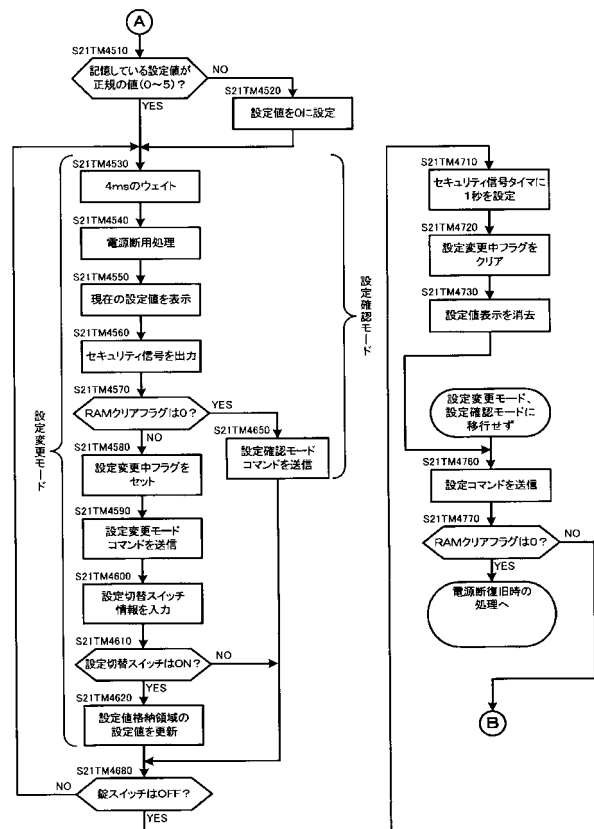 A
S21TM4510
記憶している設定値が
正規の値(0～5)?
NO
YES
S21TM4520
設定値を0に設定
S21TM4530
4msのウェイト
S21TM4540
電源断用処理
S21TM4550
現在の設定値を表示
S21TM4560
セキュリティ信号を出力
S21TM4570
RAMクリアフラグは0?
YES
NO
S21TM4650
設定確認モード
コマンドを送信
S21TM4580
設定変更中フラグを
セット
S21TM4590
設定変更モード
コマンドを送信
S21TM4600
設定切替スイッチ
情報を入力
S21TM4610
設定切替スイッチはON?
NO
YES
S21TM4620
設定値格納領域の
設定値を更新
S21TM4680
錠スイッチはOFF?
NO
YES
設定変更モード
設定確認モード
S21TM4710
セキュリティ信号タイマに
1秒を設定
S21TM4720
設定変更中フラグを
クリア
S21TM4730
設定値表示を消去
設定変更モード、
設定確認モードに
移行せず
S21TM4760
設定コマンドを送信
S21TM4770
RAMクリアフラグは0?
NO
YES
電源断復旧時の
処理へ
B